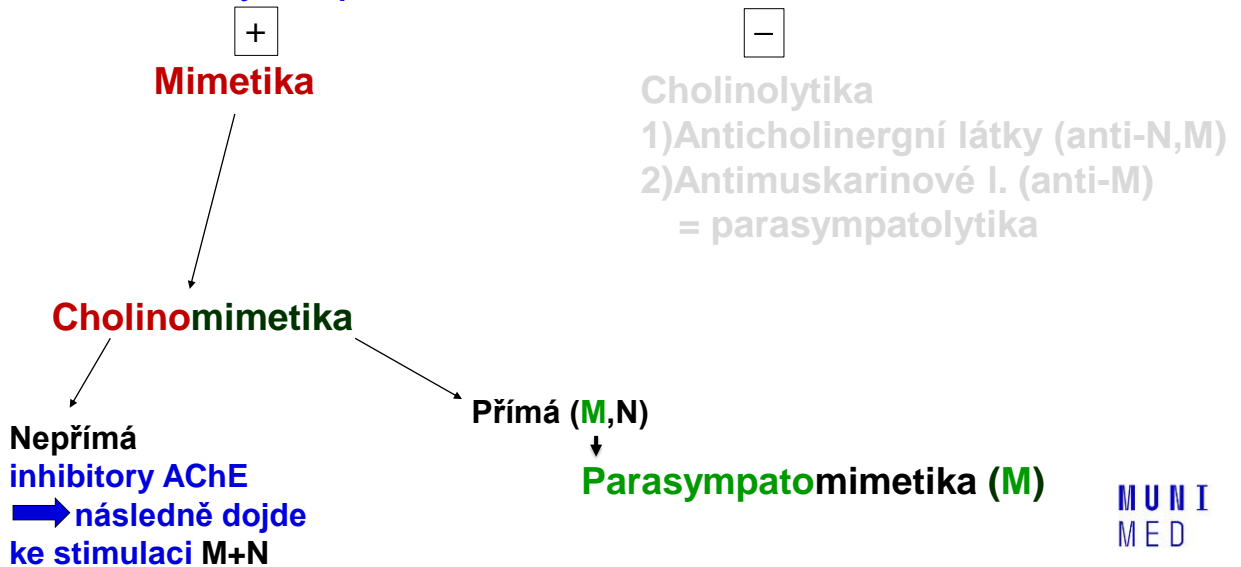 +
–
Mimetika
Cholinolytika
1)Anticholinergní látky (anti-N,M)
2)Antimuskarinové l. (anti-M)
= parasympatolytika
Cholinomimetika
Přímá (M,N)
Nepřímá
inhibitory AChE
následně dojde
ke stimulaci M+N
Parasympatomimetika (M)
MUNI
MED